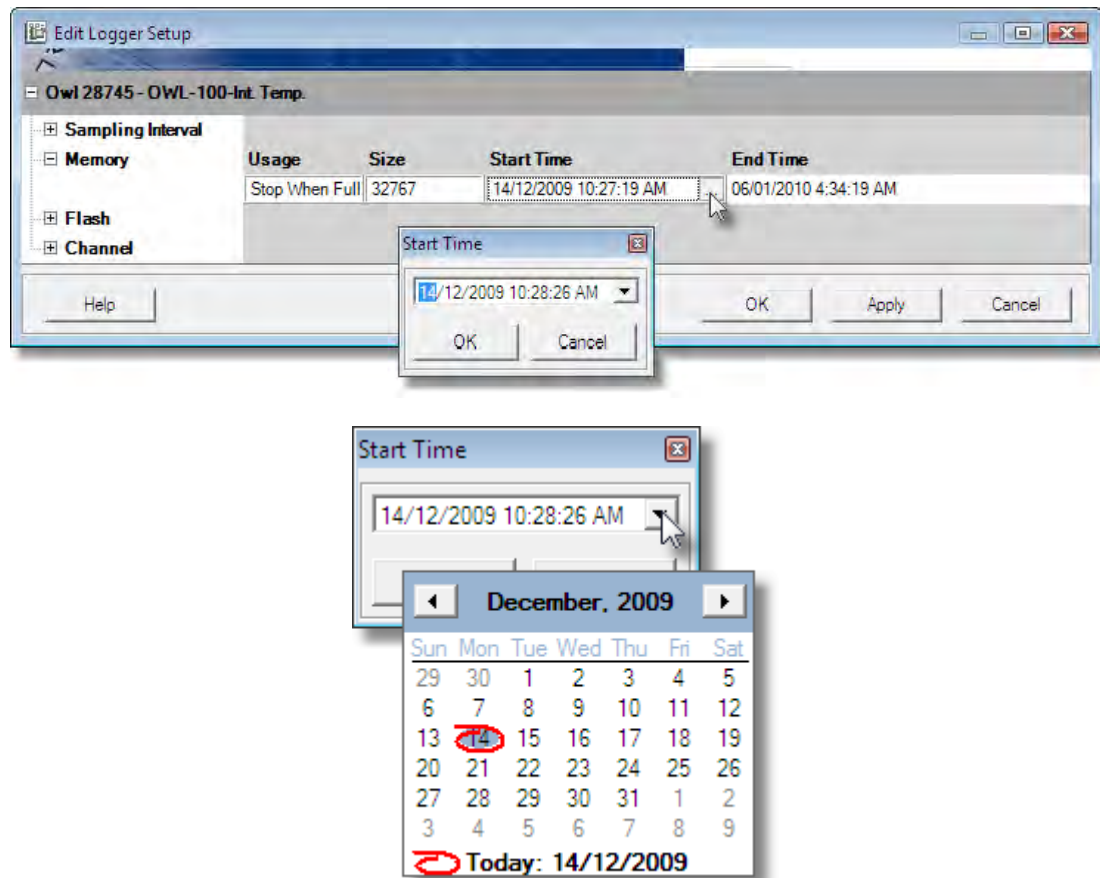 Edit Logger Setup
Owl 28745 - OWL-100-Int. Temp.
Sampling Interval
Memory Usage Size Start Time End Time
Stop When Full 32767 14/12/2009 10:27:19 AM ... 06/01/2010 4:34:19 AM
Flash
Channel
Start Time
14/12/2009 10:28:26 AM
Help OK Apply Cancel
OK Cancel
Start Time
14/12/2009 10:28:26 AM
December, 2009
Sun Mon Tue Wed Thu Fri Sat
29 30 1 2 3 4 5
6 7 8 9 10 11 12
13 14 15 16 17 18 19
20 21 22 23 24 25 26
27 28 29 30 31 1 2
3 4 5 6 7 8 9
Today: 14/12/2009